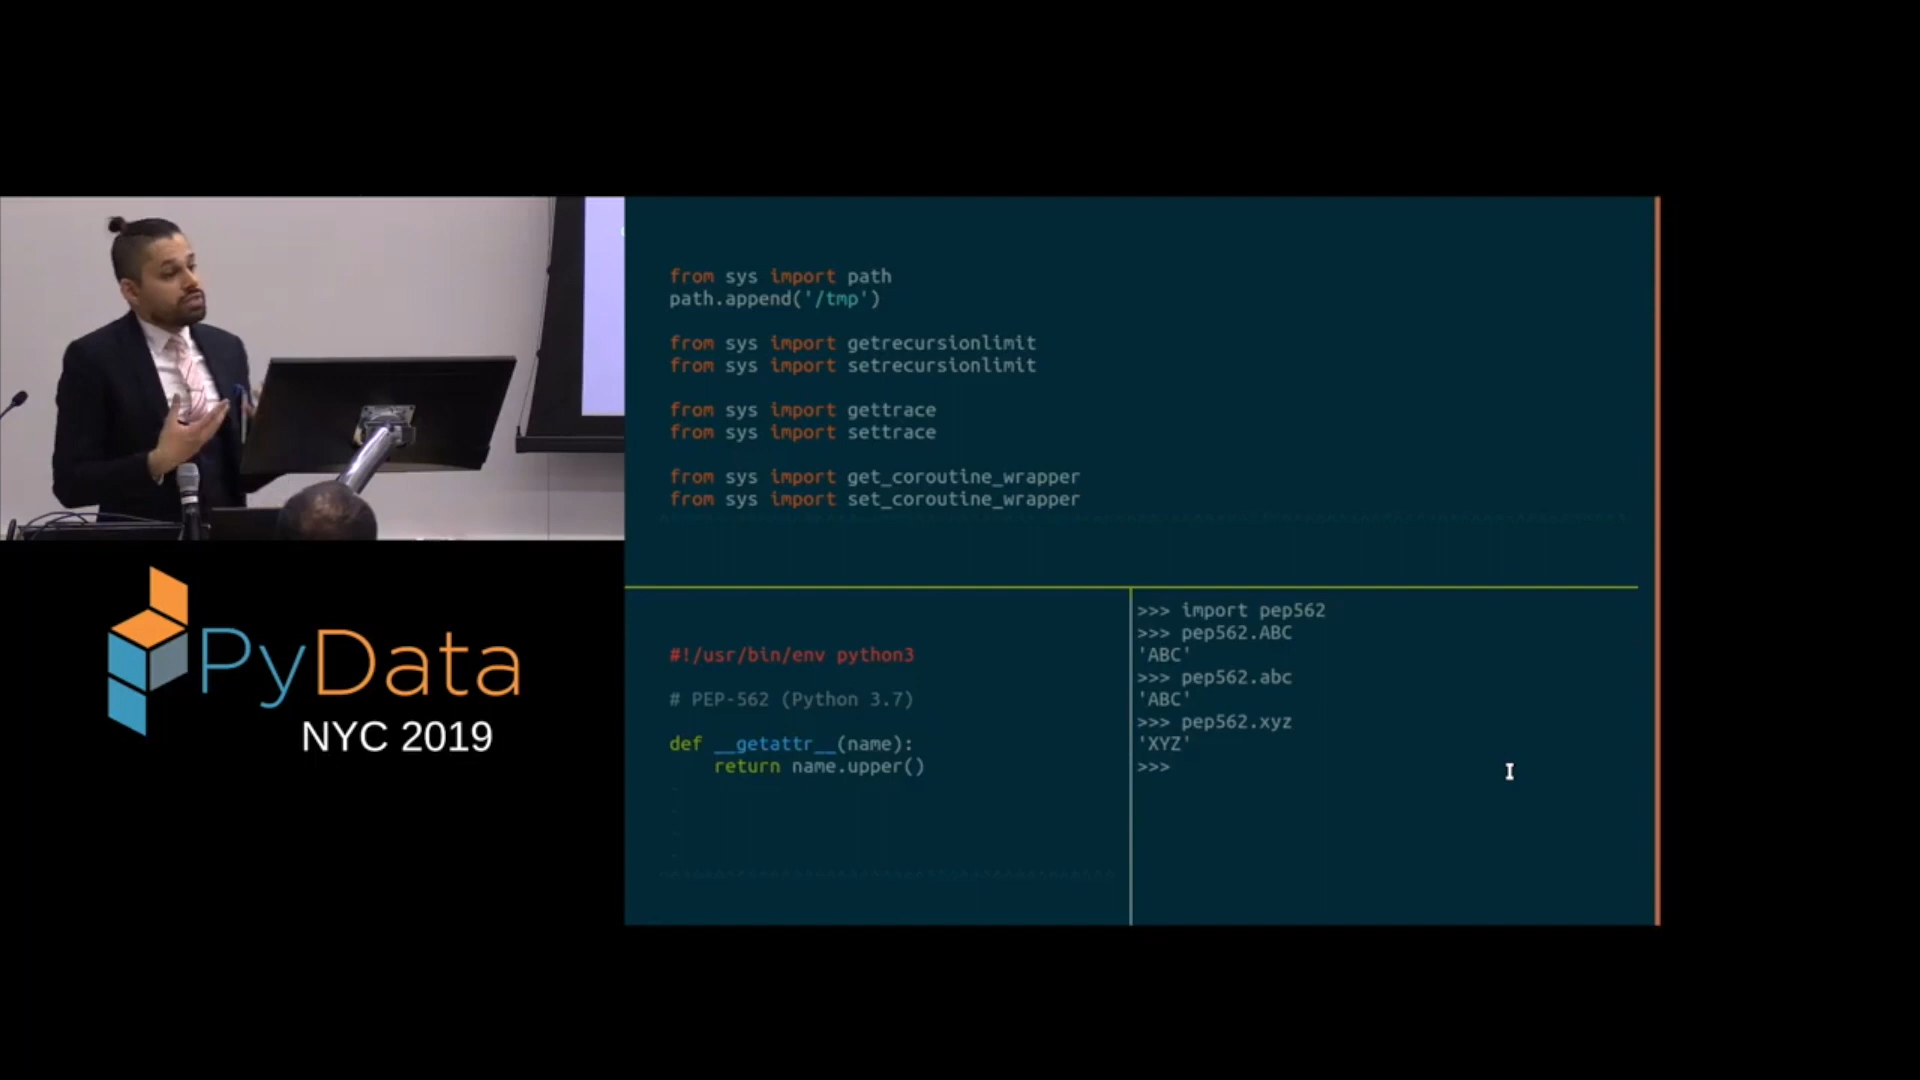 from sys import path
path.append('/tmp')
from sys import getrecursionlimit
from sys import setrecursionlimit
from sys import gettrace
from sys import settrace
from sys import get_coroutine_wrapper
from sys import set_coroutine_wrapper
#!/usr/bin/env python3
# PEP-562 (Python 3.7)
def __getattr__(name):
    return name.upper()
>>> import pep562
>>> pep562.ABC
'ABC'
>>> pep562.abc
'ABC'
>>> pep562.xyz
'XYZ'
>>>
PyData
NYC 2019